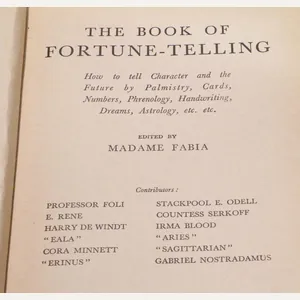 THE BOOK OF
FORTUNE-TELLING
How to tell Character and the
Future by Palmistry, Cards,
Numbers, Phrenology, Handwriting,
Dreams, Astrology, etc. etc.
EDITED BY
MADAME FABIA
Contributors:
PROFESSOR FOLI
E. RENE
HARRY DE WINDT
"EALA"
CORA MINNETT
"ERINUS"
STACKPOOL E. ODELL
COUNTESS SERKOFF
IRMA BLOOD
"ARIES"
"SAGITTARIAN"
GABRIEL NOSTRADAMUS